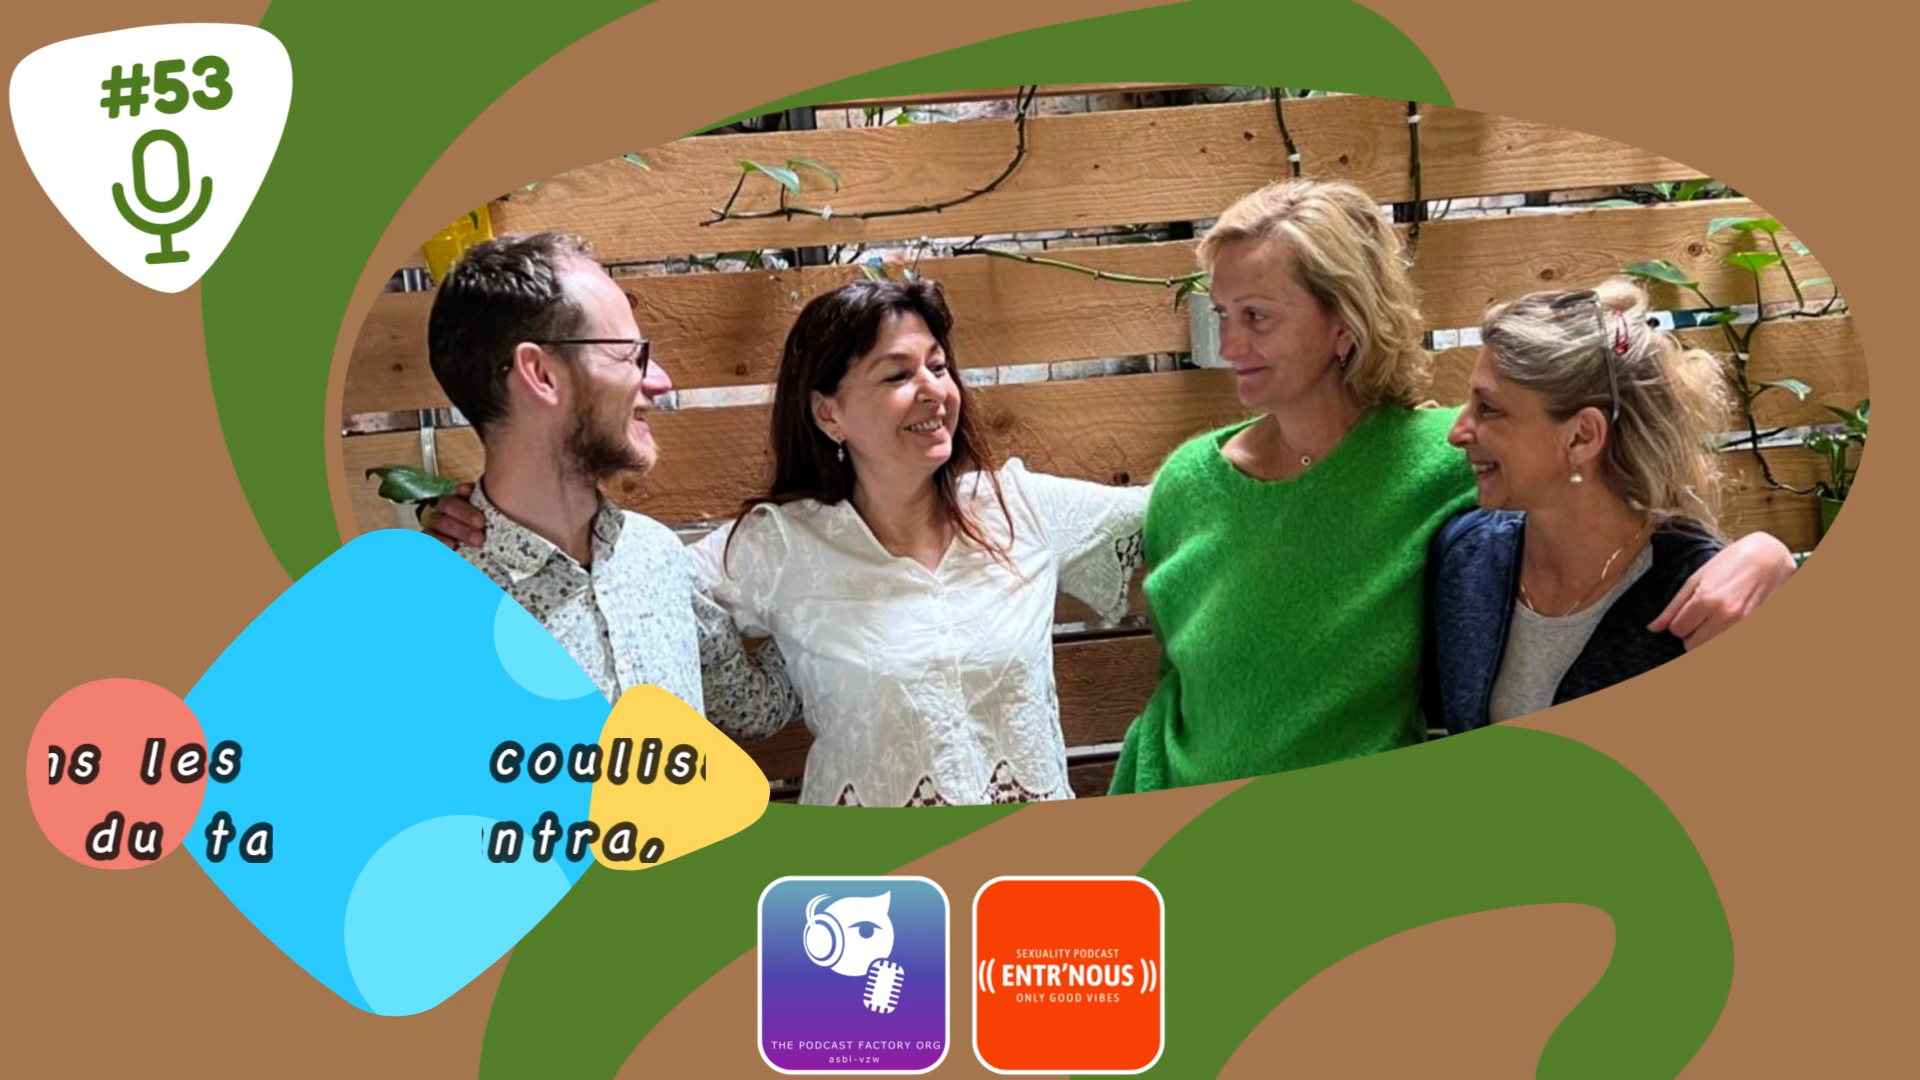 #53
les coulis
du ta ntra,
THE PODCAST FACTORY ORG
asbl-vzw
SEXUALITY PODCAST
(( ENTR'NOUS ))
ONLY GOOD VIBES